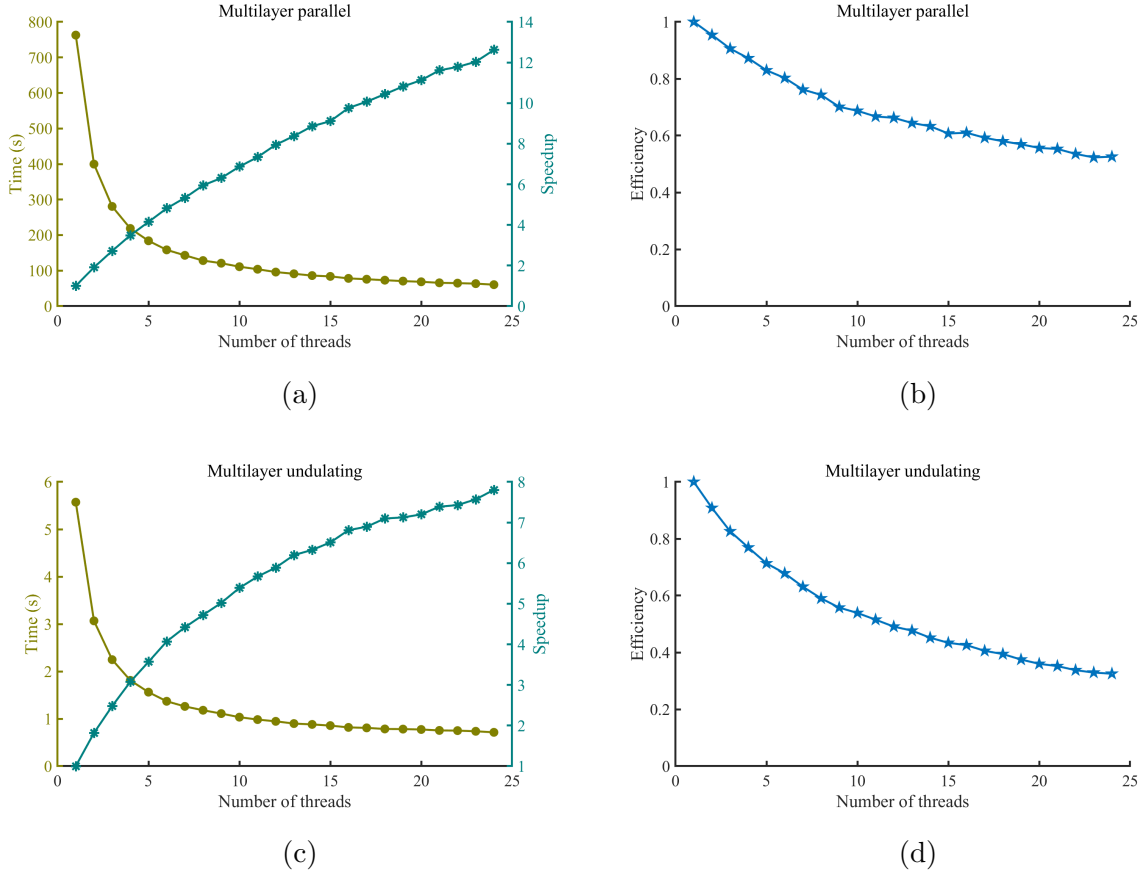 Multilayer parallel
800
700
600
500
400
300
200
100
0
Time (s)
14
12
10
8
6
4
2
0
Speedup
0 5 10 15 20 25
Number of threads
(a)
Multilayer parallel
1
0.8
0.6
0.4
0.2
0
Efficiency
0 5 10 15 20 25
Number of threads
(b)
Multilayer undulating
6
5
4
3
2
1
0
Time (s)
8
7
6
5
4
3
2
1
Speedup
0 5 10 15 20 25
Number of threads
(c)
Multilayer undulating
1
0.8
0.6
0.4
0.2
0
Efficiency
0 5 10 15 20 25
Number of threads
(d)